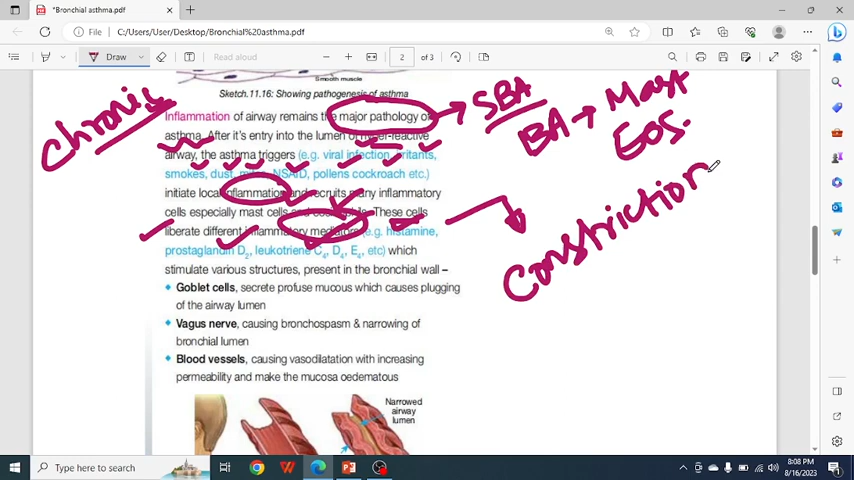 *Bronchial asthma.pdf
File
C:/Users/User/Desktop/Bronchial%20asthma.pdf
Draw
Read aloud
2
of 3
Smooth muscle
Sketch.11.16: Showing pathogenesis of asthma
Inflammation of airway remains the major pathology of
asthma. After it's entry into the lumen of hyper-reactive
airway, the asthma triggers (e.g. viral infection, irritants,
smokes, dust, mites, NSAID, pollens cockroach etc.)
initiate local inflammation and recruits many inflammatory
cells especially mast cells and eosinophils. These cells
liberate different inflammatory mediators (e.g. histamine,
prostaglandin D2, leukotriene C4, D4, E4, etc) which
stimulate various structures, present in the bronchial wall –
Goblet cells, secrete profuse mucous which causes plugging
of the airway lumen
Vagus nerve, causing bronchospasm & narrowing of
bronchial lumen
Blood vessels, causing vasodilatation with increasing
permeability and make the mucosa oedematous
Narrowed
airway
lumen
Chronic
SBA
BA → Mast
Eos.
Constriction
Type here to search
8:08 PM
8/16/2023